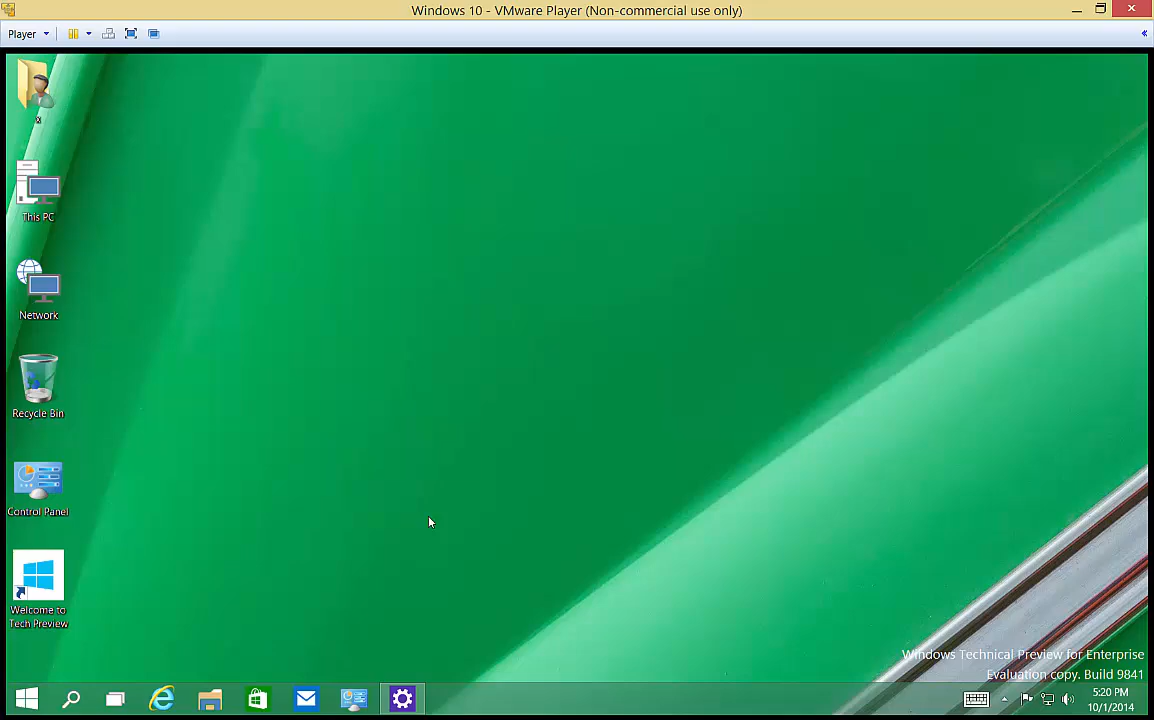 Windows 10 - VMware Player (Non-commercial use only)
Player
x
This PC
Network
Recycle Bin
Control Panel
Welcome to
Tech Preview
Windows Technical Preview for Enterprise
Evaluation copy. Build 9841
5:20 PM
10/1/2014